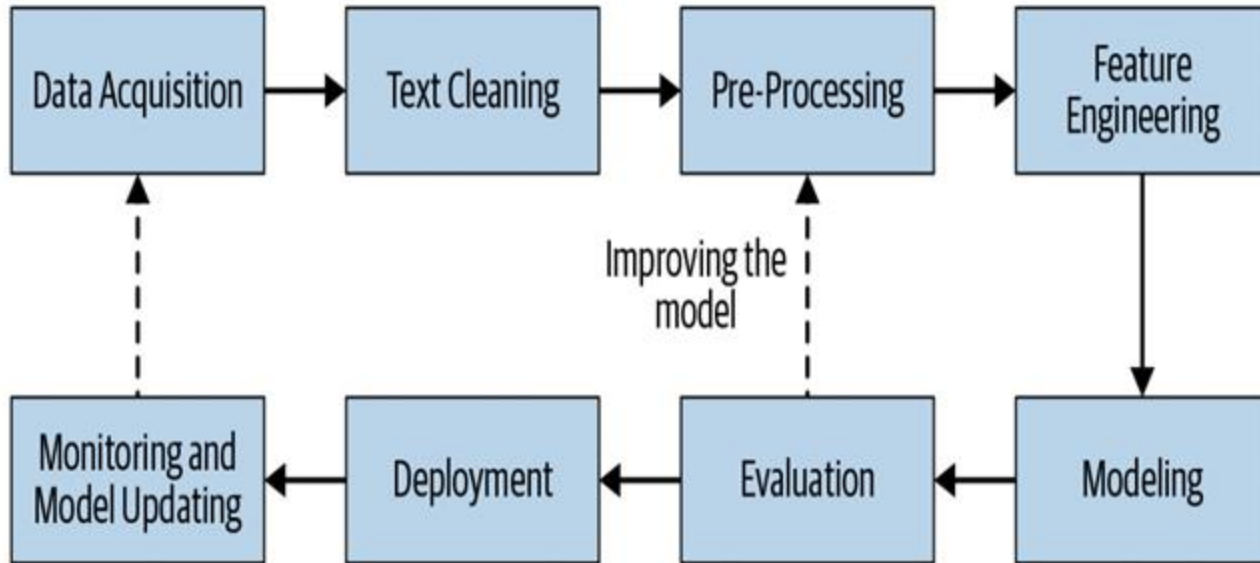 Data Acquisition
Text Cleaning
Pre-Processing
Feature
Engineering
Improving the
model
Monitoring and
Model Updating
Deployment
Evaluation
Modeling